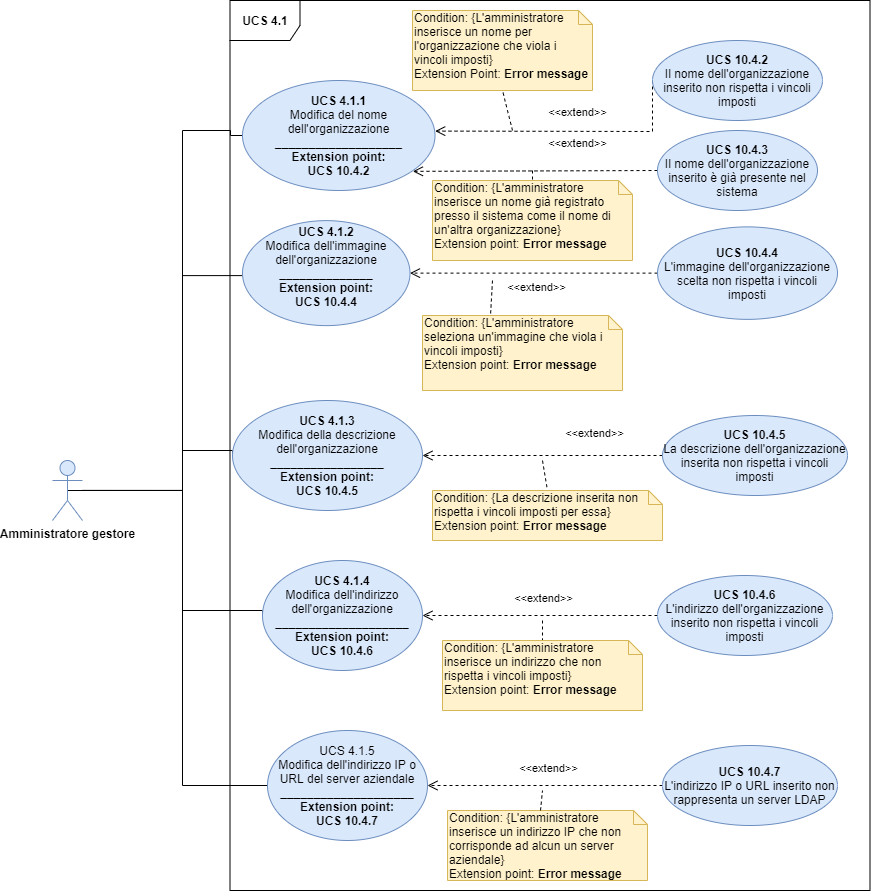 UCS 4.1
Condition: {L'amministratore
inserisce un nome per
l'organizzazione che viola i
vincoli imposti}
Extension Point: Error message
UCS 10.4.2
Il nome dell'organizzazione
inserito non rispetta i vincoli
imposti
UCS 4.1.1
Modifica del nome
dell'organizzazione
___________________
Extension point:
UCS 10.4.2
<<extend>>
<<extend>>
UCS 10.4.3
Il nome dell'organizzazione
inserito è già presente nel
sistema
Condition: {L'amministratore
inserisce un nome già registrato
presso il sistema come il nome di
un'altra organizzazione}
Extension point: Error message
UCS 4.1.2
Modifica dell'immagine
dell'organizzazione
______________
Extension point:
UCS 10.4.4
<<extend>>
UCS 10.4.4
L'immagine dell'organizzazione
scelta non rispetta i vincoli
imposti
Condition: {L'amministratore
seleziona un'immagine che viola i
vincoli imposti}
Extension point: Error message
UCS 4.1.3
Modifica della descrizione
dell'organizzazione
_________________
Extension point:
UCS 10.4.5
<<extend>>
UCS 10.4.5
La descrizione dell'organizzazione
inserita non rispetta i vincoli
imposti
Condition: {La descrizione inserita non
rispetta i vincoli imposti per essa}
Extension point: Error message
Amministratore gestore
UCS 4.1.4
Modifica dell'indirizzo
dell'organizzazione
____________________
Extension point:
UCS 10.4.6
<<extend>>
UCS 10.4.6
L'indirizzo dell'organizzazione
inserito non rispetta i vincoli
imposti
Condition: {L'amministratore
inserisce un indirizzo che non
rispetta i vincoli imposti}
Extension point: Error message
UCS 4.1.5
Modifica dell'indirizzo IP o
URL del server aziendale
____________________
Extension point:
UCS 10.4.7
<<extend>>
UCS 10.4.7
L'indirizzo IP o URL inserito non
rappresenta un server LDAP
Condition: {L'amministratore
inserisce un indirizzo IP che non
corrisponde ad alcun un server
aziendale}
Extension point: Error message